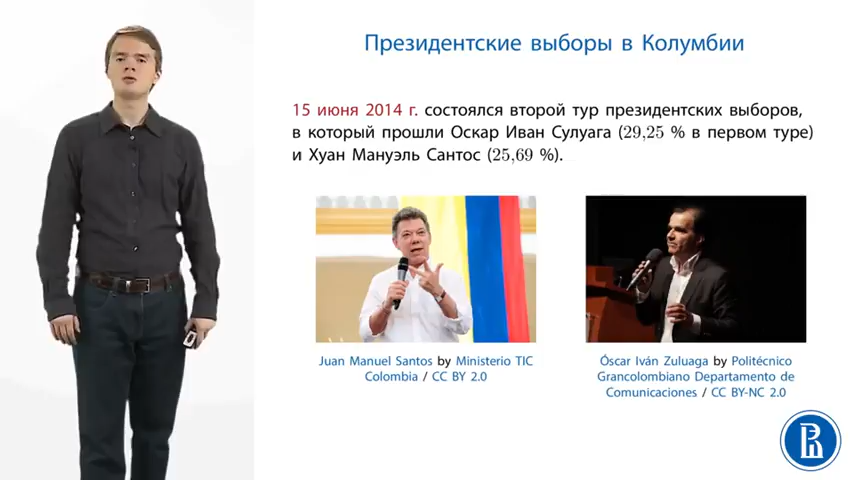 Президентские выборы в Колумбии
15 июня 2014 г. состоялся второй тур президентских выборов,
в который прошли Оскар Иван Сулуага (29,25 % в первом туре)
и Хуан Мануэль Сантос (25,69 %).
Juan Manuel Santos by Ministerio TIC
Colombia / CC BY 2.0
Óscar Iván Zuluaga by Politécnico
Grancolombiano Departamento de
Comunicaciones / CC BY-NC 2.0